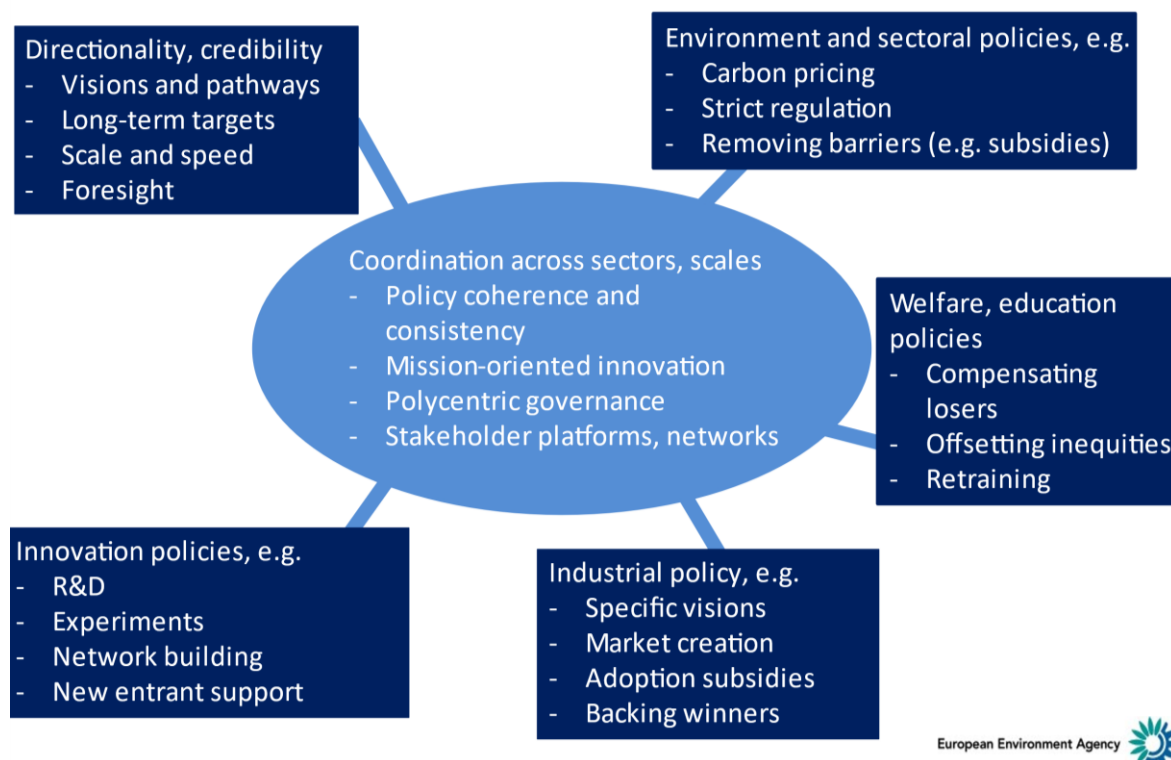 Directionality, credibility
- Visions and pathways
- Long-term targets
- Scale and speed
- Foresight
Environment and sectoral policies, e.g.
- Carbon pricing
- Strict regulation
- Removing barriers (e.g. subsidies)
Coordination across sectors, scales
- Policy coherence and
consistency
- Mission-oriented innovation
- Polycentric governance
- Stakeholder platforms, networks
Welfare, education
policies
- Compensating
losers
- Offsetting inequities
- Retraining
Innovation policies, e.g.
- R&D
- Experiments
- Network building
- New entrant support
Industrial policy, e.g.
- Specific visions
- Market creation
- Adoption subsidies
- Backing winners
European Environment Agency